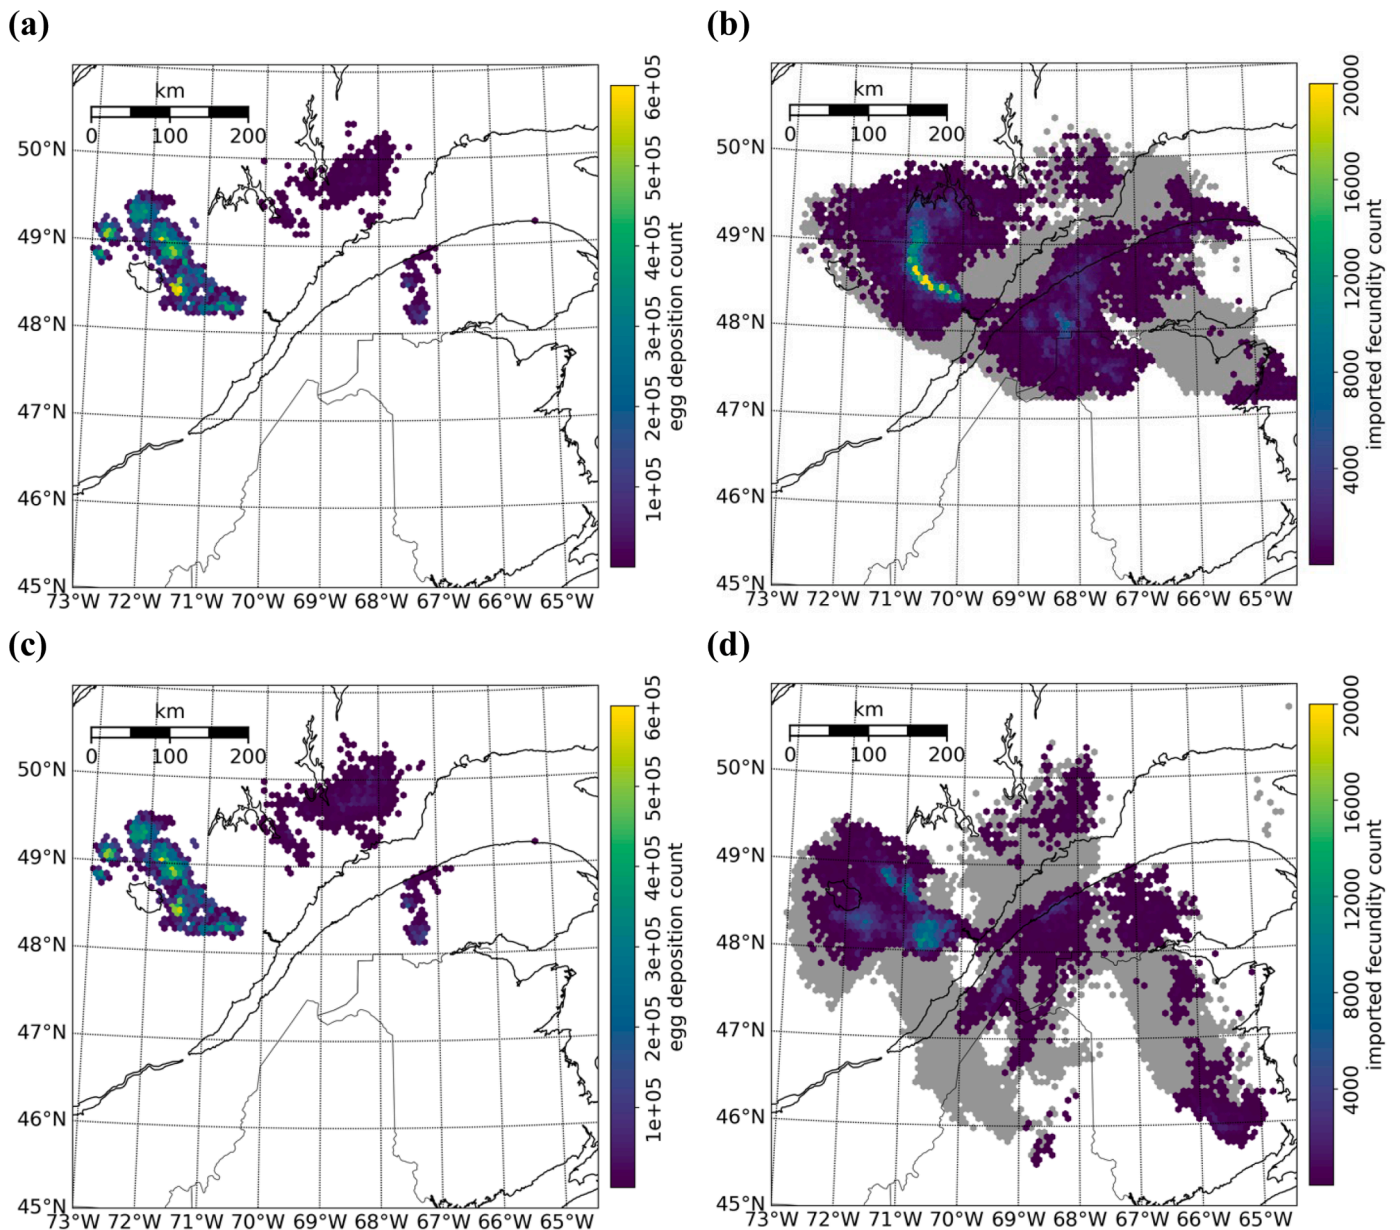 (a)
km
0 100 200
50°N
49°N
48°N
47°N
46°N
45°N
73°W 72°W 71°W 70°W 69°W 68°W 67°W 66°W 65°W
6e+05
5e+05
4e+05
3e+05
2e+05
1e+05
egg deposition count
(b)
km
0 100 200
50°N
49°N
48°N
47°N
46°N
45°N
73°W 72°W 71°W 70°W 69°W 68°W 67°W 66°W 65°W
20000
16000
12000
8000
4000
imported fecundity count
(c)
km
0 100 200
50°N
49°N
48°N
47°N
46°N
45°N
73°W 72°W 71°W 70°W 69°W 68°W 67°W 66°W 65°W
6e+05
5e+05
4e+05
3e+05
2e+05
1e+05
egg deposition count
(d)
km
0 100 200
50°N
49°N
48°N
47°N
46°N
45°N
73°W 72°W 71°W 70°W 69°W 68°W 67°W 66°W 65°W
20000
16000
12000
8000
4000
imported fecundity count